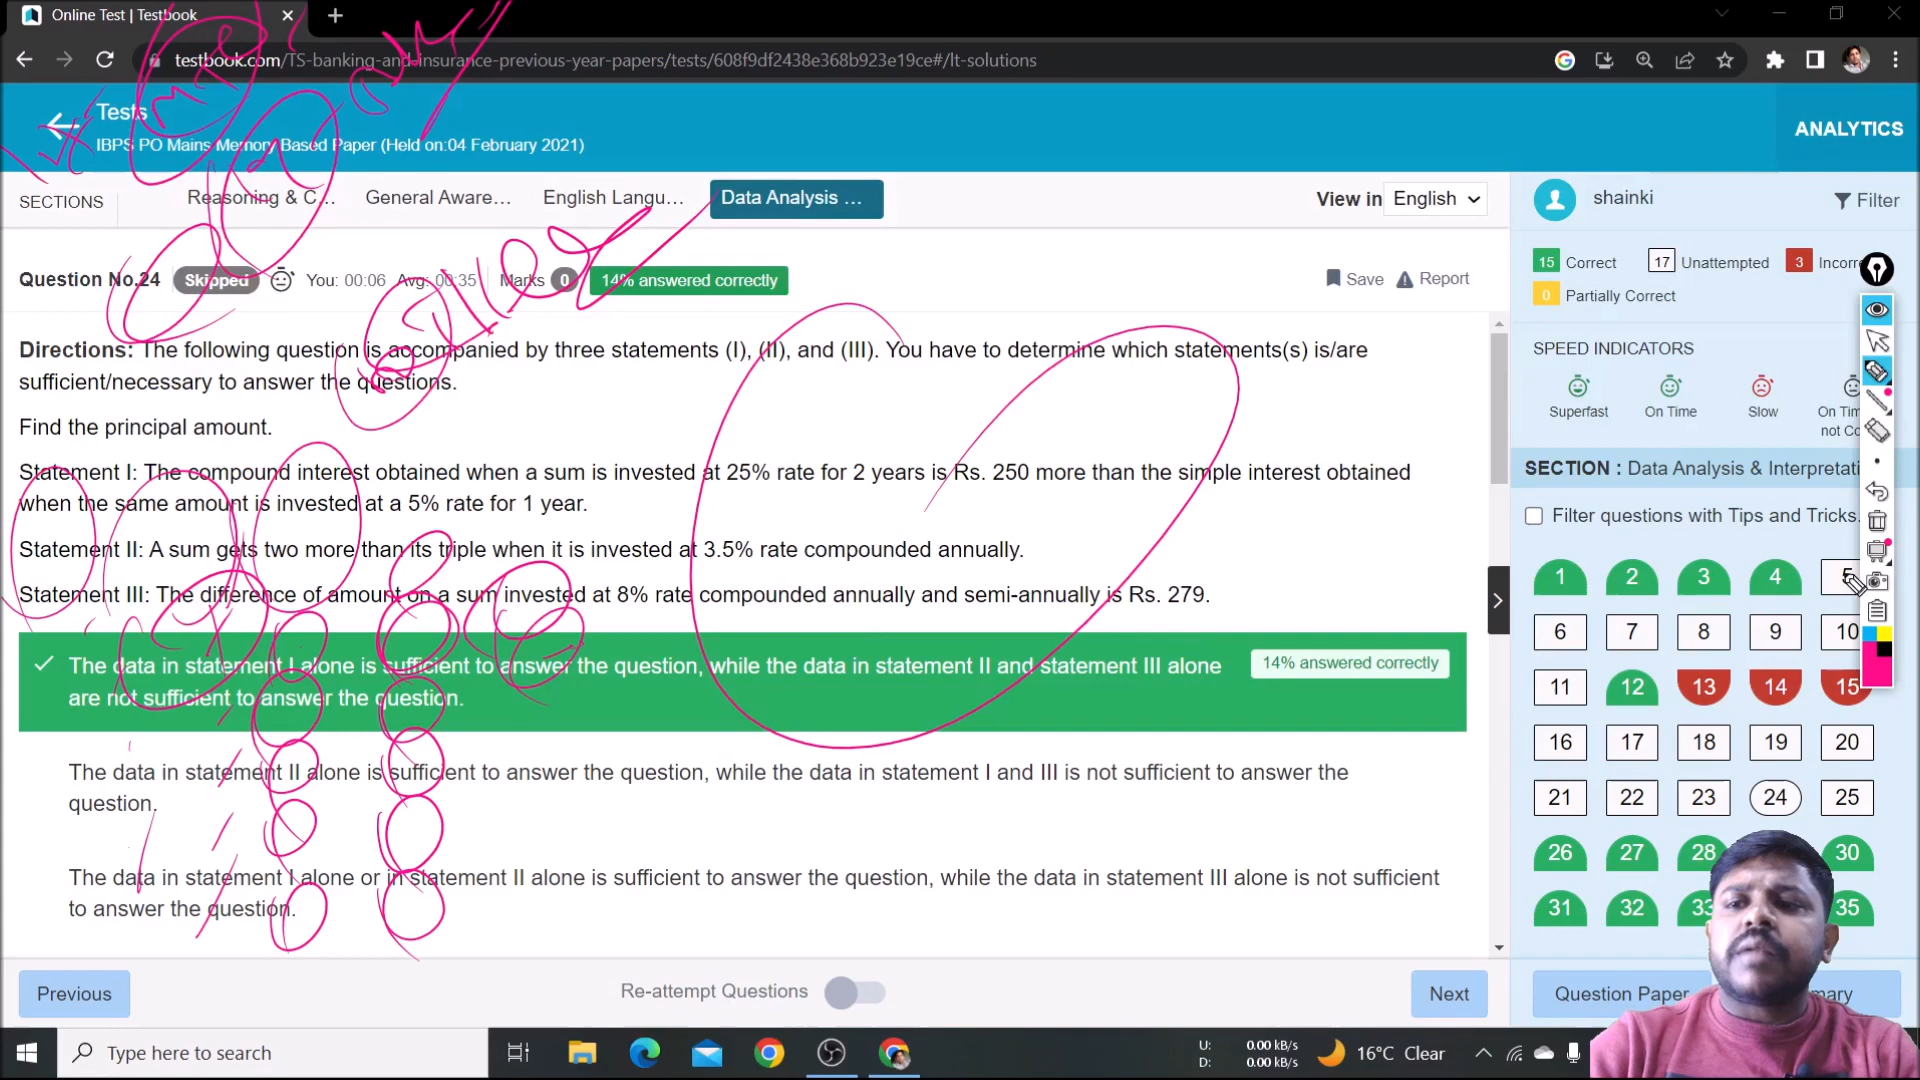 Online Test | Testbook
testbook.com/TS-banking-and-insurance-previous-year-papers/tests/608f9df2438e368b923e19ce#/lt-solutions
Tests
IBPS PO Mains Memory Based Paper (Held on:04 February 2021)
ANALYTICS
SECTIONS
Reasoning & C...
General Aware...
English Langu...
Data Analysis ...
View in
English
shainki
Filter
Question No.24
Skipped
You: 00:06
Avg: 00:35
Marks
0
14% answered correctly
Save
Report
15 Correct
17 Unattempted
3 Incorre
0 Partially Correct
Directions: The following question is accompanied by three statements (I), (II), and (III). You have to determine which statements(s) is/are
sufficient/necessary to answer the questions.
Find the principal amount.
Statement I: The compound interest obtained when a sum is invested at 25% rate for 2 years is Rs. 250 more than the simple interest obtained
when the same amount is invested at a 5% rate for 1 year.
Statement II: A sum gets two more than its triple when it is invested at 3.5% rate compounded annually.
Statement III: The difference of amount on a sum invested at 8% rate compounded annually and semi-annually is Rs. 279.
The data in statement I alone is sufficient to answer the question, while the data in statement II and statement III alone
are not sufficient to answer the question.
14% answered correctly
The data in statement II alone is sufficient to answer the question, while the data in statement I and III is not sufficient to answer the
question.
The data in statement I alone or in statement II alone is sufficient to answer the question, while the data in statement III alone is not sufficient
to answer the question.
SPEED INDICATORS
Superfast
On Time
Slow
On Tim
not Co
SECTION : Data Analysis & Interpretati
Filter questions with Tips and Tricks.
1 2 3 4 5
6 7 8 9 10
11 12 13 14 15
16 17 18 19 20
21 22 23 24 25
26 27 28 30
31 32 33 35
Previous
Re-attempt Questions
Next
Question Paper
mary
Type here to search
U: 0.00 kB/s
D: 0.00 kB/s
16°C Clear